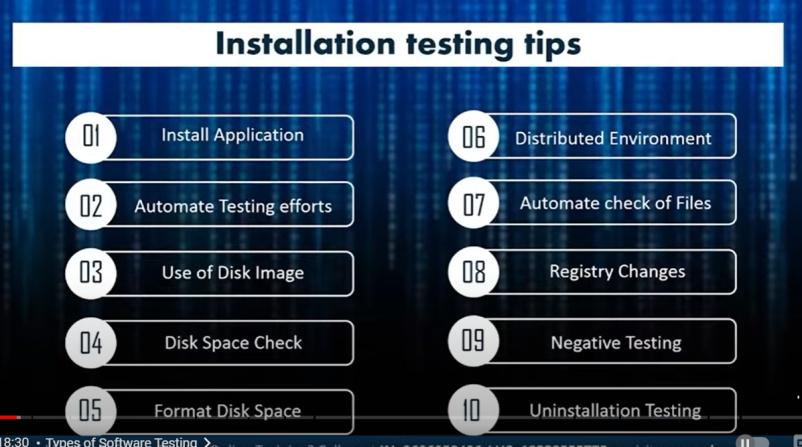 Installation testing tips
01 Install Application
02 Automate Testing efforts
03 Use of Disk Image
04 Disk Space Check
05 Format Disk Space
06 Distributed Environment
07 Automate check of Files
08 Registry Changes
09 Negative Testing
10 Uninstallation Testing
18:30 • Types of Software Testing >